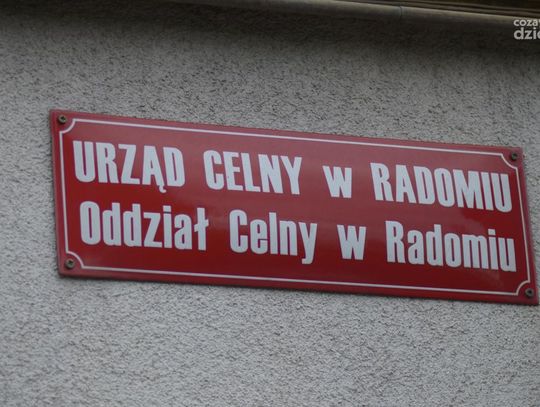 URZĄD CELNY w RADOMIU
Oddział Celny w Radomiu